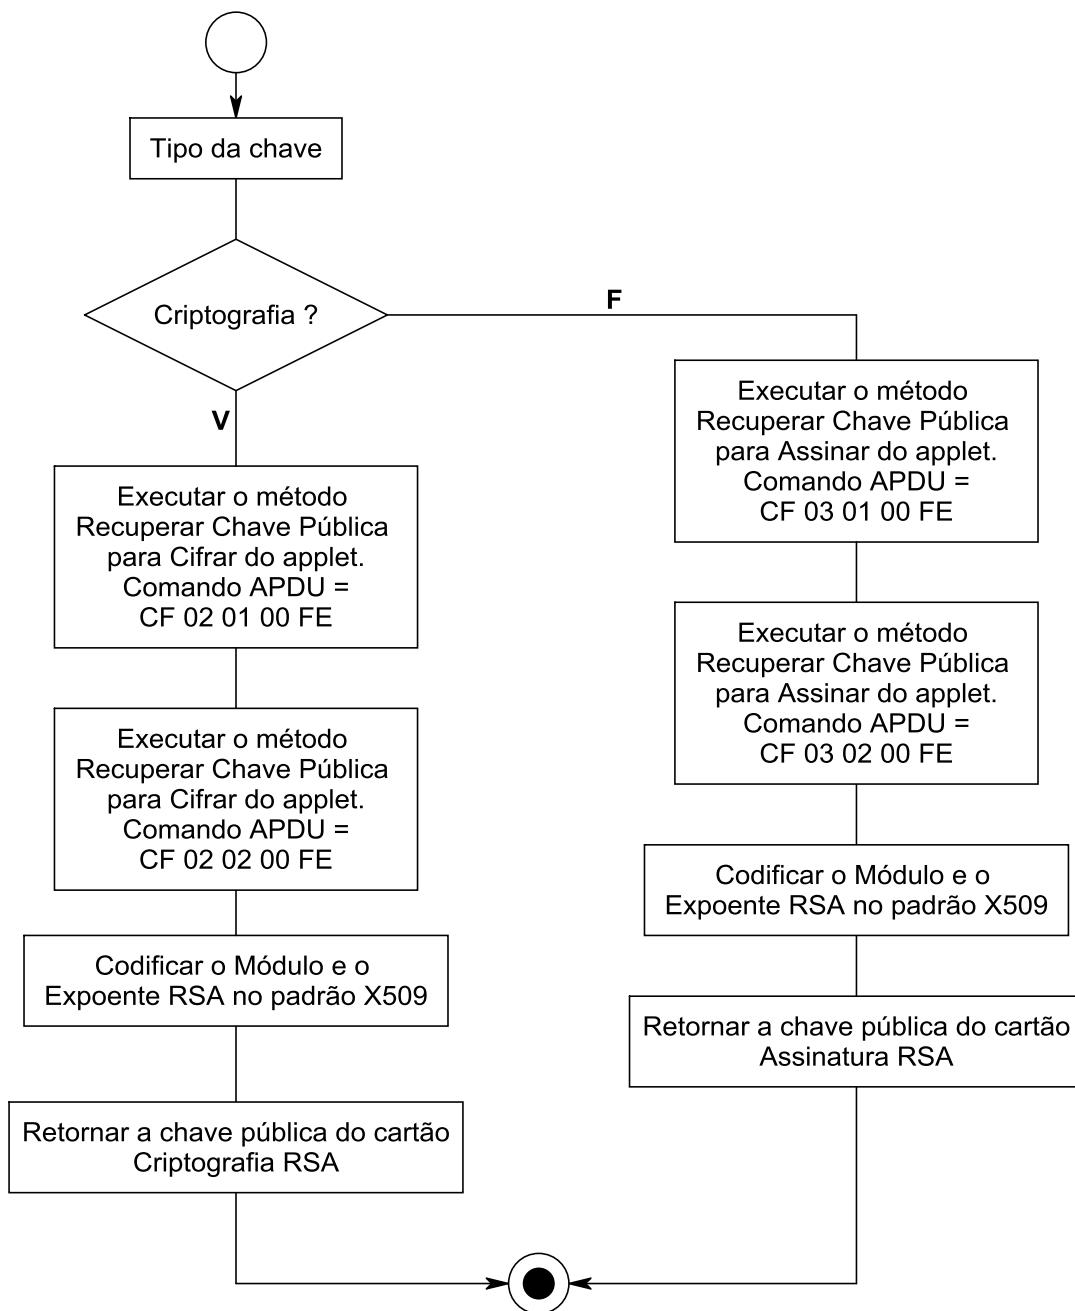 Tipo da chave
Criptografia ?
F
V
Executar o método
Recuperar Chave Pública
para Cifrar do applet.
Comando APDU =
CF 02 01 00 FE
Executar o método
Recuperar Chave Pública
para Cifrar do applet.
Comando APDU =
CF 02 02 00 FE
Codificar o Módulo e o
Expoente RSA no padrão X509
Retornar a chave pública do cartão
Criptografia RSA
Executar o método
Recuperar Chave Pública
para Assinar do applet.
Comando APDU =
CF 03 01 00 FE
Executar o método
Recuperar Chave Pública
para Assinar do applet.
Comando APDU =
CF 03 02 00 FE
Codificar o Módulo e o
Expoente RSA no padrão X509
Retornar a chave pública do cartão
Assinatura RSA